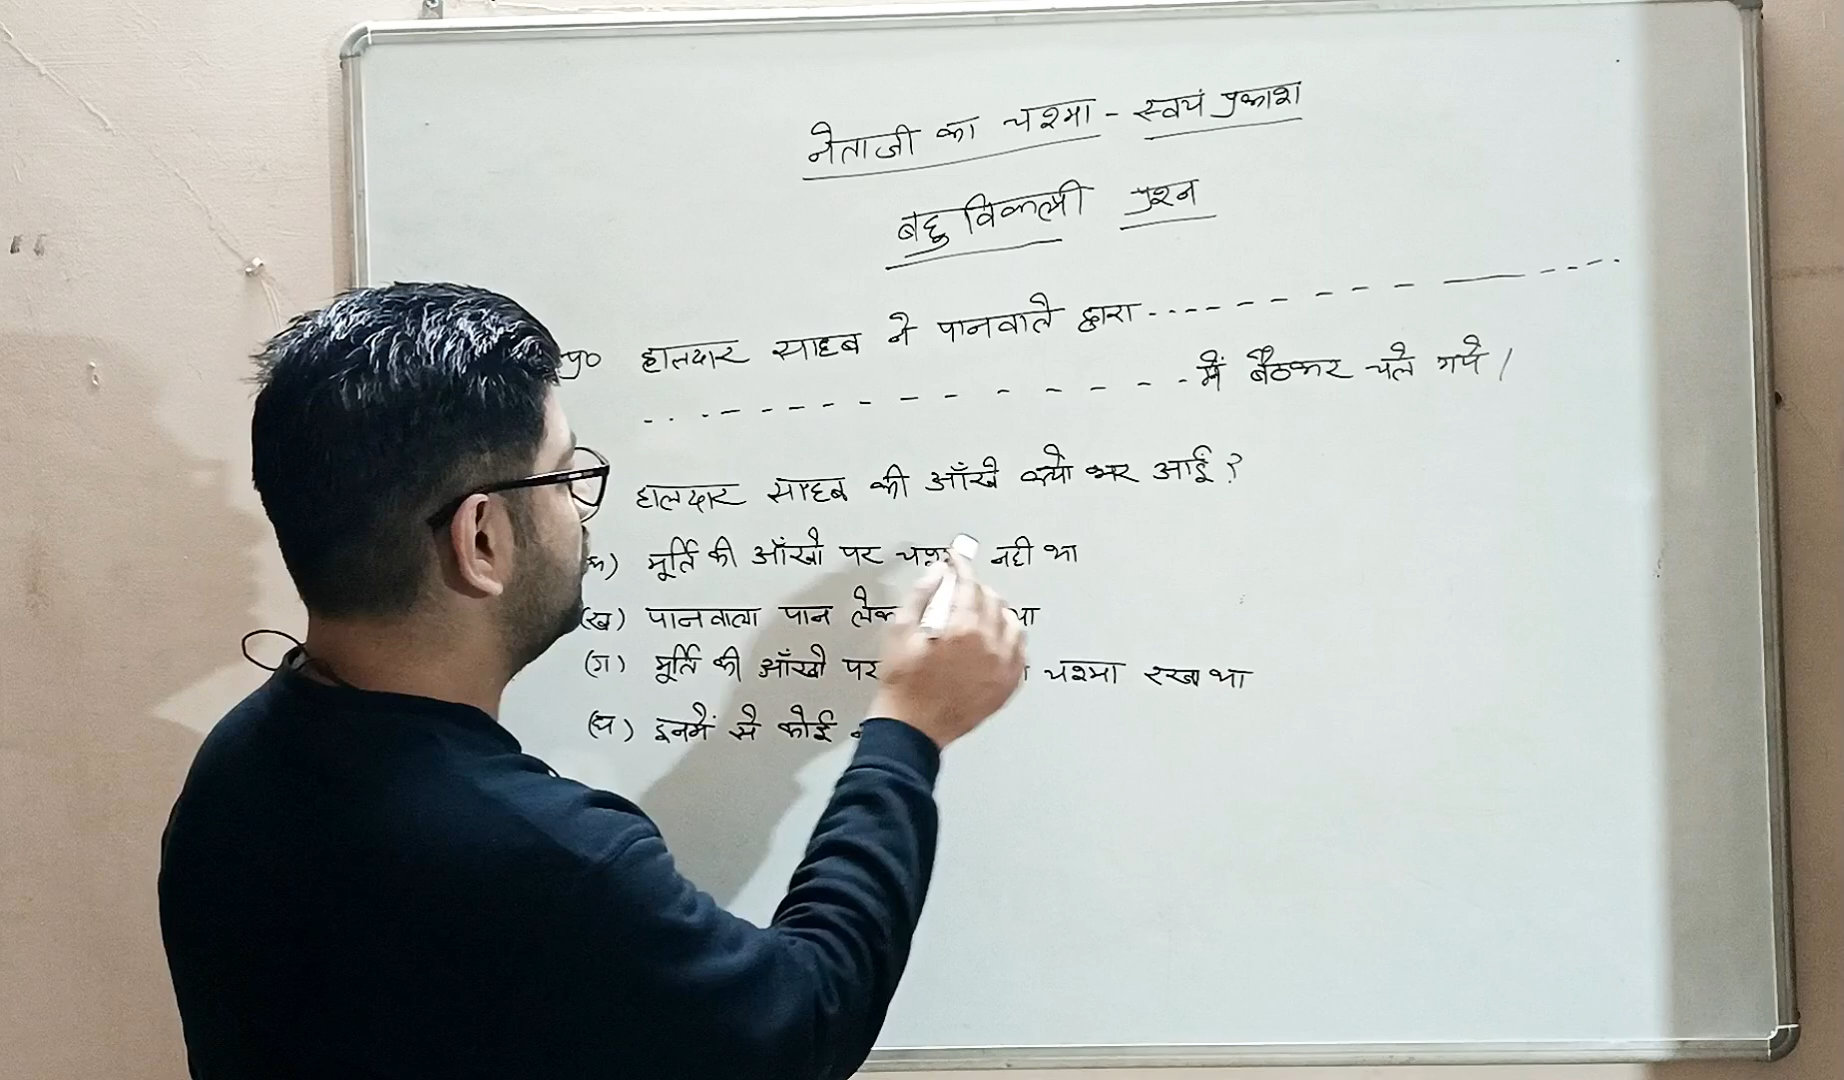 नेताजी का चश्मा - स्वयं प्रकाश
बहुविकल्पी प्रश्न
प्र० हालदार साहब ने पानवाले द्वारा ....- - - - - - - ——— - - - ..
. . . - - - - - - - - - - - - - - में बैठकर चले गये ।
हालदार साहब की आँखे क्यो भर आई ?
(क) मूर्ति की आँखो पर नही था
(ख) पानवाला पान था
(ग) मूर्ति की आँखो पर चश्मा रखा था
(घ) इनमें से कोई